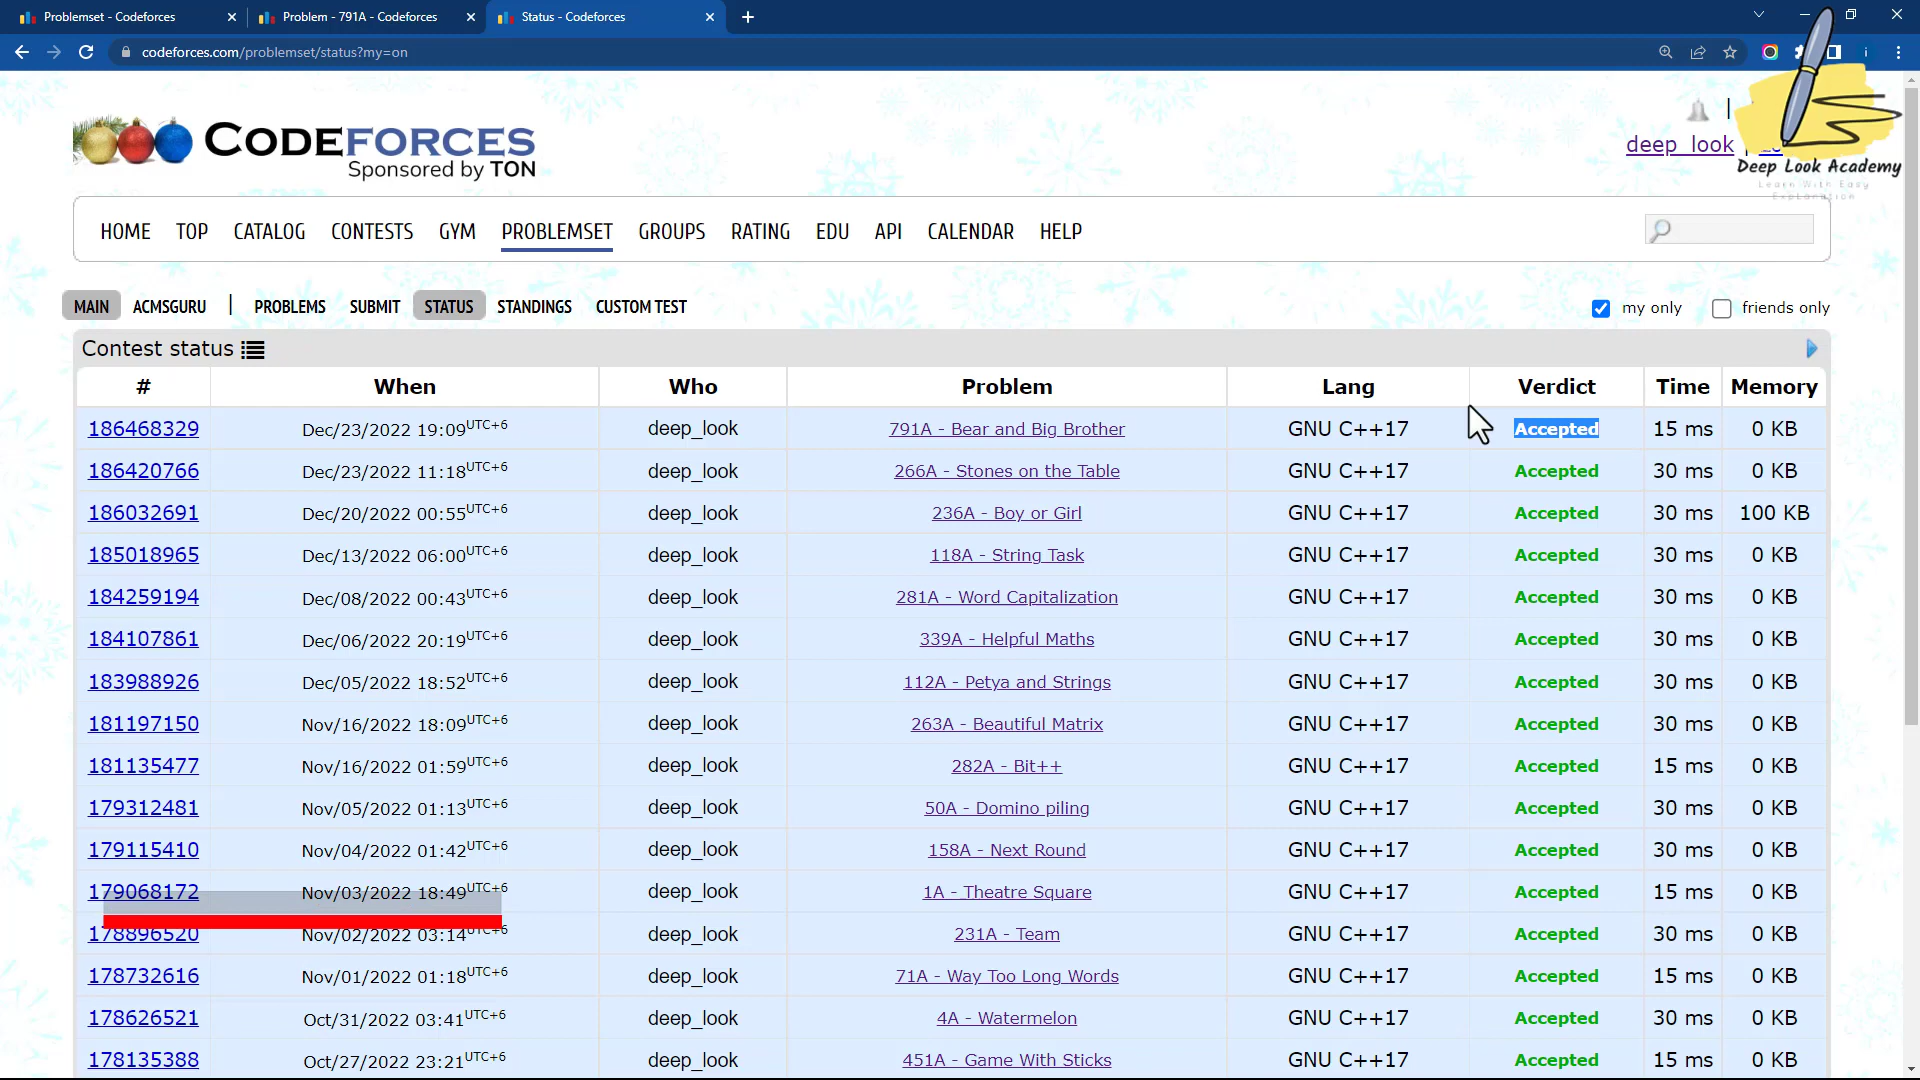 Problemset - Codeforces
Problem - 791A - Codeforces
Status - Codeforces
codeforces.com/problemset/status?my=on
CODEFORCES
Sponsored by TON
deep_look |
Deep Look Academy
Learn With Easy
Explanation
HOME TOP CATALOG CONTESTS GYM PROBLEMSET GROUPS RATING EDU API CALENDAR HELP
MAIN ACMSGURU | PROBLEMS SUBMIT STATUS STANDINGS CUSTOM TEST my only friends only
Contest status
# When Who Problem Lang Verdict Time Memory
186468329 Dec/23/2022 19:09UTC+6 deep_look 791A - Bear and Big Brother GNU C++17 Accepted 15 ms 0 KB
186420766 Dec/23/2022 11:18UTC+6 deep_look 266A - Stones on the Table GNU C++17 Accepted 30 ms 0 KB
186032691 Dec/20/2022 00:55UTC+6 deep_look 236A - Boy or Girl GNU C++17 Accepted 30 ms 100 KB
185018965 Dec/13/2022 06:00UTC+6 deep_look 118A - String Task GNU C++17 Accepted 30 ms 0 KB
184259194 Dec/08/2022 00:43UTC+6 deep_look 281A - Word Capitalization GNU C++17 Accepted 30 ms 0 KB
184107861 Dec/06/2022 20:19UTC+6 deep_look 339A - Helpful Maths GNU C++17 Accepted 30 ms 0 KB
183988926 Dec/05/2022 18:52UTC+6 deep_look 112A - Petya and Strings GNU C++17 Accepted 30 ms 0 KB
181197150 Nov/16/2022 18:09UTC+6 deep_look 263A - Beautiful Matrix GNU C++17 Accepted 30 ms 0 KB
181135477 Nov/16/2022 01:59UTC+6 deep_look 282A - Bit++ GNU C++17 Accepted 15 ms 0 KB
179312481 Nov/05/2022 01:13UTC+6 deep_look 50A - Domino piling GNU C++17 Accepted 30 ms 0 KB
179115410 Nov/04/2022 01:42UTC+6 deep_look 158A - Next Round GNU C++17 Accepted 30 ms 0 KB
179068172 Nov/03/2022 18:49UTC+6 deep_look 1A - Theatre Square GNU C++17 Accepted 15 ms 0 KB
178896520 Nov/02/2022 03:14UTC+6 deep_look 231A - Team GNU C++17 Accepted 30 ms 0 KB
178732616 Nov/01/2022 01:18UTC+6 deep_look 71A - Way Too Long Words GNU C++17 Accepted 15 ms 0 KB
178626521 Oct/31/2022 03:41UTC+6 deep_look 4A - Watermelon GNU C++17 Accepted 30 ms 0 KB
178135388 Oct/27/2022 23:21UTC+6 deep_look 451A - Game With Sticks GNU C++17 Accepted 15 ms 0 KB